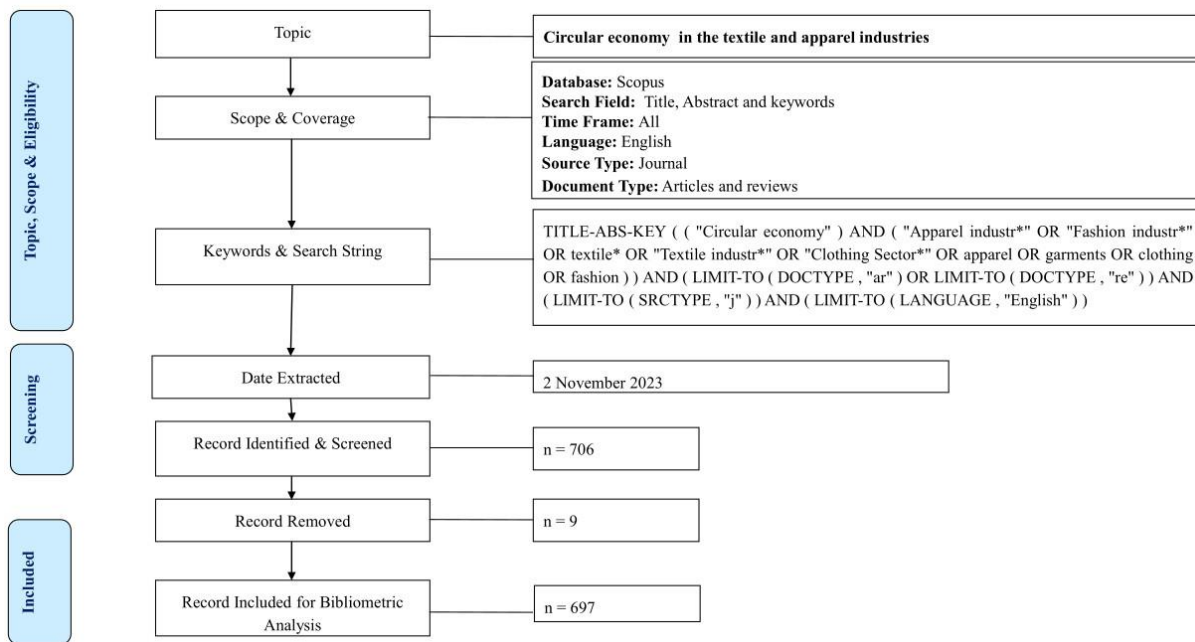 Topic, Scope & Eligibility
Topic
Circular economy in the textile and apparel industries
Scope & Coverage
Database: Scopus
Search Field: Title, Abstract and keywords
Time Frame: All
Language: English
Source Type: Journal
Document Type: Articles and reviews
Keywords & Search String
TITLE-ABS-KEY ( ( "Circular economy" ) AND ( "Apparel industr*" OR "Fashion industr*"
OR textile* OR "Textile industr*" OR "Clothing Sector*" OR apparel OR garments OR clothing
OR fashion ) ) AND ( LIMIT-TO ( DOCTYPE , "ar" ) OR LIMIT-TO ( DOCTYPE , "re" ) ) AND
( LIMIT-TO ( SRCTYPE , "j" ) ) AND ( LIMIT-TO ( LANGUAGE , "English" ) )
Screening
Date Extracted
2 November 2023
Record Identified & Screened
n = 706
Included
Record Removed
n = 9
Record Included for Bibliometric
Analysis
n = 697